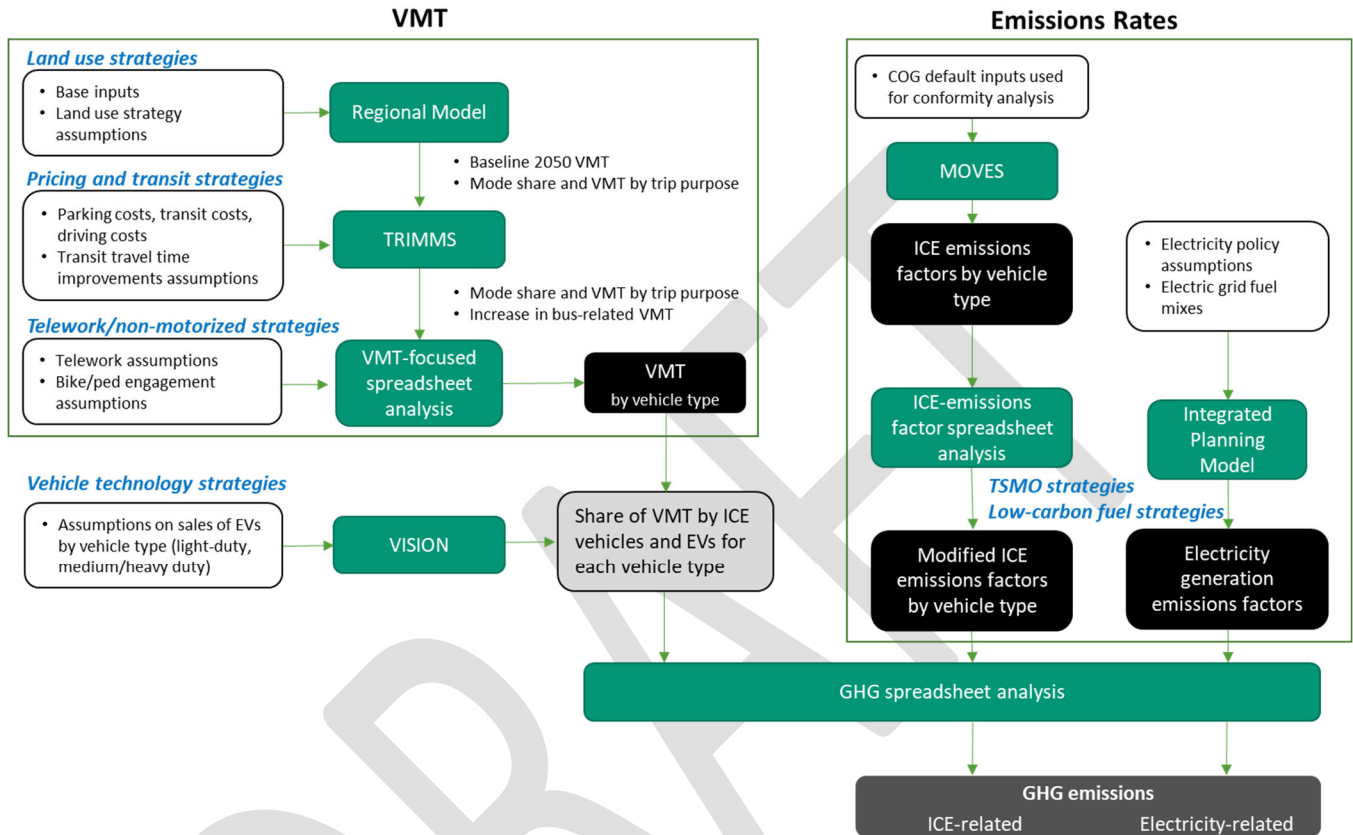 VMT
Land use strategies
• Base inputs
• Land use strategy
assumptions
Regional Model
• Baseline 2050 VMT
• Mode share and VMT by trip purpose
Pricing and transit strategies
• Parking costs, transit costs,
driving costs
• Transit travel time
improvements assumptions
TRIMMS
• Mode share and VMT by trip purpose
• Increase in bus-related VMT
Telework/non-motorized strategies
• Telework assumptions
• Bike/ped engagement
assumptions
VMT-focused
spreadsheet
analysis
VMT
by vehicle type
Vehicle technology strategies
• Assumptions on sales of EVs
by vehicle type (light-duty,
medium/heavy duty)
VISION
Share of VMT by ICE
vehicles and EVs for
each vehicle type
Emissions Rates
• COG default inputs used
for conformity analysis
MOVES
ICE emissions
factors by vehicle
type
• Electricity policy
assumptions
• Electric grid fuel
mixes
ICE-emissions
factor spreadsheet
analysis
Integrated
Planning
Model
TSMO strategies
Low-carbon fuel strategies
Modified ICE
emissions factors
by vehicle type
Electricity
generation
emissions factors
GHG spreadsheet analysis
GHG emissions
ICE-related
Electricity-related
DRAFT